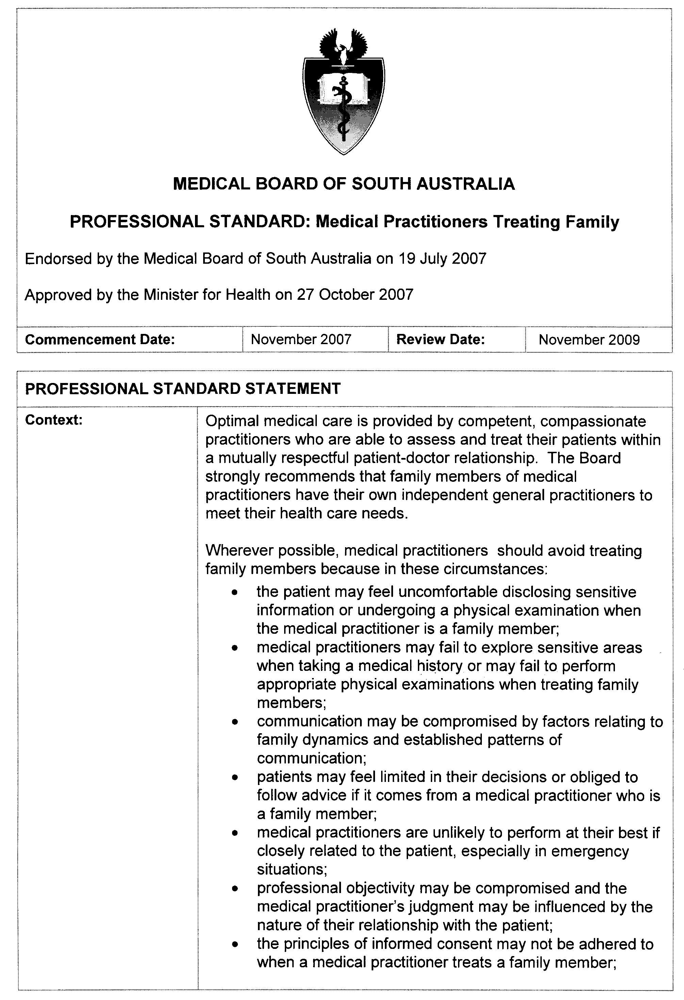 MEDICAL BOARD OF SOUTH AUSTRALIA
PROFESSIONAL STANDARD: Medical Practitioners Treating Family
Endorsed by the Medical Board of South Australia on 19 July 2007
Approved by the Minister for Health on 27 October 2007
Commencement Date: November 2007 Review Date: November 2009
PROFESSIONAL STANDARD STATEMENT
Context:
Optimal medical care is provided by competent, compassionate
practitioners who are able to assess and treat their patients within
a mutually respectful patient-doctor relationship. The Board
strongly recommends that family members of medical
practitioners have their own independent general practitioners to
meet their health care needs.
Wherever possible, medical practitioners should avoid treating
family members because in these circumstances:
• the patient may feel uncomfortable disclosing sensitive
information or undergoing a physical examination when
the medical practitioner is a family member;
• medical practitioners may fail to explore sensitive areas
when taking a medical history or may fail to perform
appropriate physical examinations when treating family
members;
• communication may be compromised by factors relating to
family dynamics and established patterns of
communication;
• patients may feel limited in their decisions or obliged to
follow advice if it comes from a medical practitioner who is
a family member;
• medical practitioners are unlikely to perform at their best if
closely related to the patient, especially in emergency
situations;
• professional objectivity may be compromised and the
medical practitioner's judgment may be influenced by the
nature of their relationship with the patient;
• the principles of informed consent may not be adhered to
when a medical practitioner treats a family member;